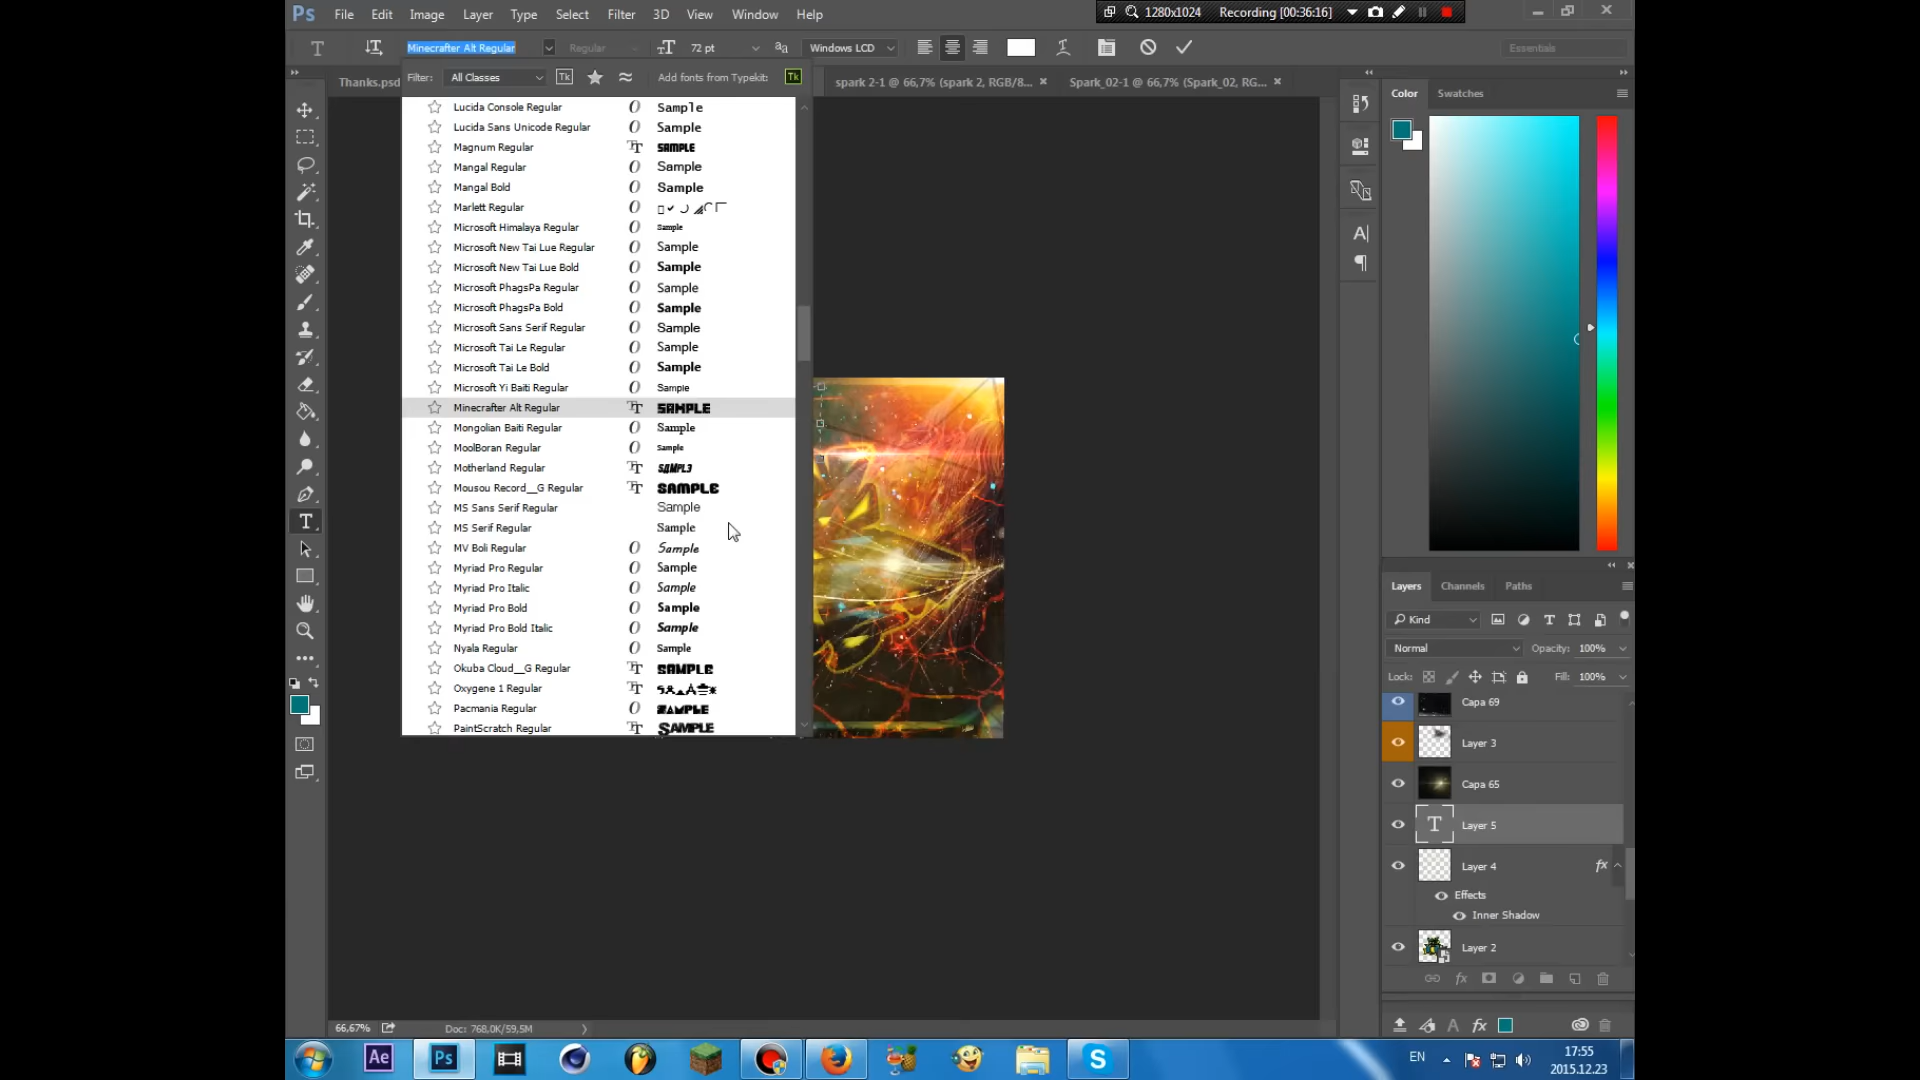 Ps File Edit Image Layer Type Select Filter 3D View Window Help
1280x1024 Recording [00:36:16]
Minecrafter Alt Regular Regular 72 pt Windows LCD Essentials
Filter: All Classes Tk Add fonts from Typekit: Tk
Thanks.psd spark 2-1 @ 66,7% (spark 2, RGB/8... × Spark_02-1 @ 66,7% (Spark_02, RG... ×
Lucida Console Regular O Sample
Lucida Sans Unicode Regular O Sample
Magnum Regular SAMPLE
Mangal Regular O Sample
Mangal Bold O Sample
Marlett Regular O
Microsoft Himalaya Regular O Sample
Microsoft New Tai Lue Regular O Sample
Microsoft New Tai Lue Bold O Sample
Microsoft PhagsPa Regular O Sample
Microsoft PhagsPa Bold O Sample
Microsoft Sans Serif Regular O Sample
Microsoft Tai Le Regular O Sample
Microsoft Tai Le Bold O Sample
Microsoft Yi Baiti Regular O Sample
Minecrafter Alt Regular SAMPLE
Mongolian Baiti Regular O Sample
MoolBoran Regular O Sample
Motherland Regular SAMPL3
Mousou Record__G Regular SAMPLE
MS Sans Serif Regular Sample
MS Serif Regular Sample
MV Boli Regular O Sample
Myriad Pro Regular O Sample
Myriad Pro Italic O Sample
Myriad Pro Bold O Sample
Myriad Pro Bold Italic O Sample
Nyala Regular O Sample
Okuba Cloud__G Regular SAMPLE
Oxygene 1 Regular
Pacmania Regular O SAMPLE
PaintScratch Regular SAMPLE
Color Swatches
Layers Channels Paths
Kind
Normal Opacity: 100%
Lock: Fill: 100%
Capa 69
Layer 3
Capa 65
T Layer 5
Layer 4 fx
Effects
Inner Shadow
Layer 2
66,67% Doc: 768,0K/59,5M
Ae Ps S EN 17:55
2015.12.23